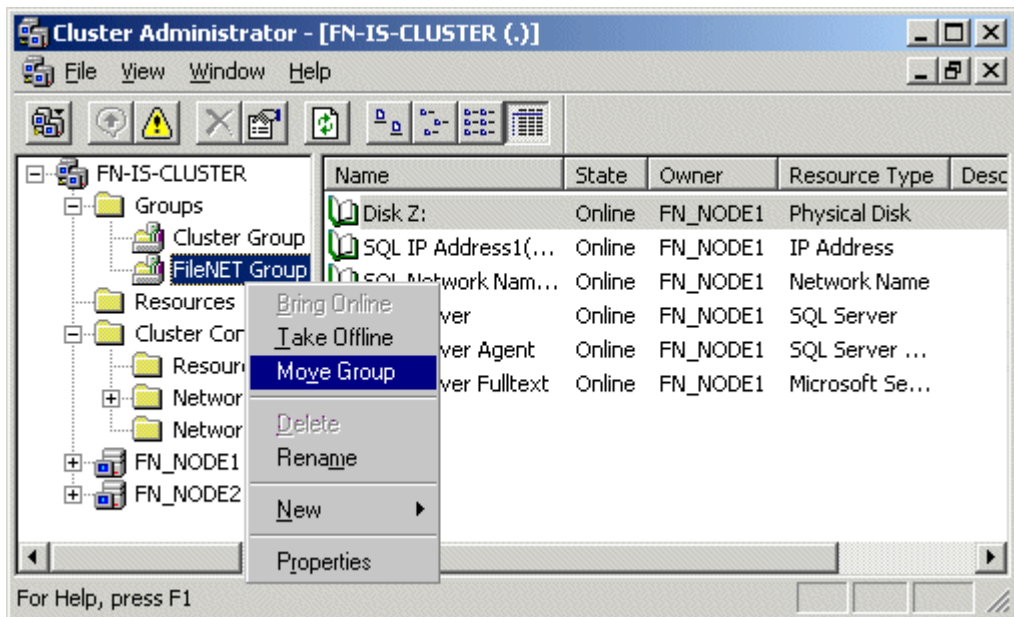 Cluster Administrator - [FN-IS-CLUSTER (.)]
File View Window Help
FN-IS-CLUSTER
Groups
Cluster Group
FileNET Group
Resources
Cluster Con
Resour
Networ
Networ
FN_NODE1
FN_NODE2
Name State Owner Resource Type Desc
Disk Z: Online FN_NODE1 Physical Disk
SQL IP Address1(... Online FN_NODE1 IP Address
SQL Network Nam... Online FN_NODE1 Network Name
ver Online FN_NODE1 SQL Server
ver Agent Online FN_NODE1 SQL Server ...
ver Fulltext Online FN_NODE1 Microsoft Se...
Bring Online
Take Offline
Move Group
Delete
Rename
New
Properties
For Help, press F1